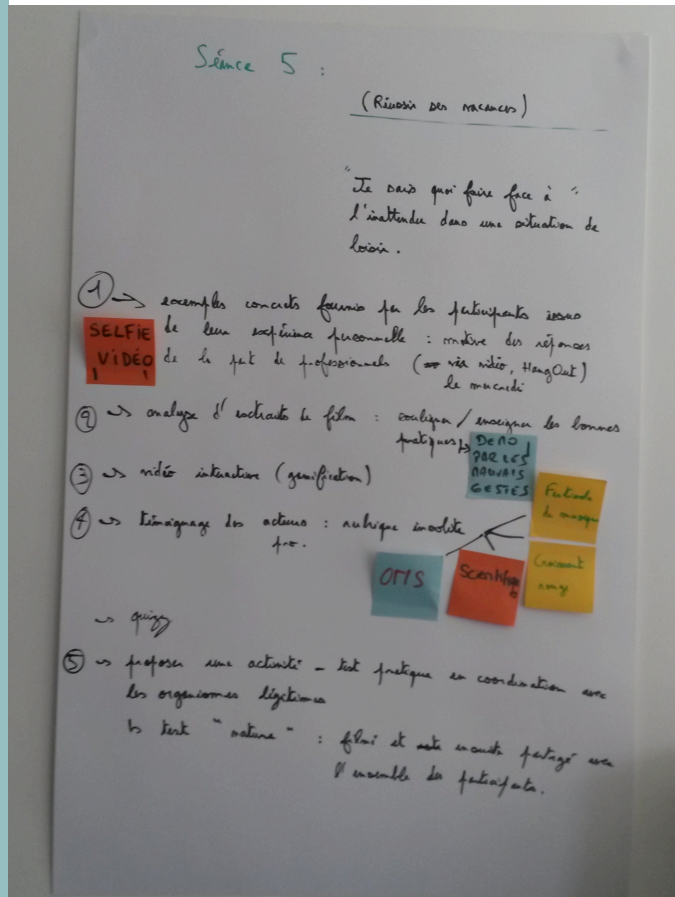 Séance 5 :
(Réussir ses vacances)
"Je sais quoi faire face à "
l'inattendu dans une situation de
loisir.
① → exemples concrets fournis par les participants issus
SELFIE
VIDÉO
! !
de leur expérience personnelle : motive des réponses
de la part de professionnels ( via vidéo, HangOut)
le mercredi
② → analyse d'extraits de film : souligner / enseigner les bonnes
pratiques
DEMO
PAR LES
MAUVAIS
GESTES
③ → vidéo interactive (gamification)
④ → témoignage des acteurs : rubrique insolite
pro.
de musique
OMS
Croissant
rouge
→ quizz
⑤ → proposer une activité - test pratique en coordination avec
les organismes légitimes
↳ test "nature" : filmé et ensuite partagé avec
l'ensemble des participants.